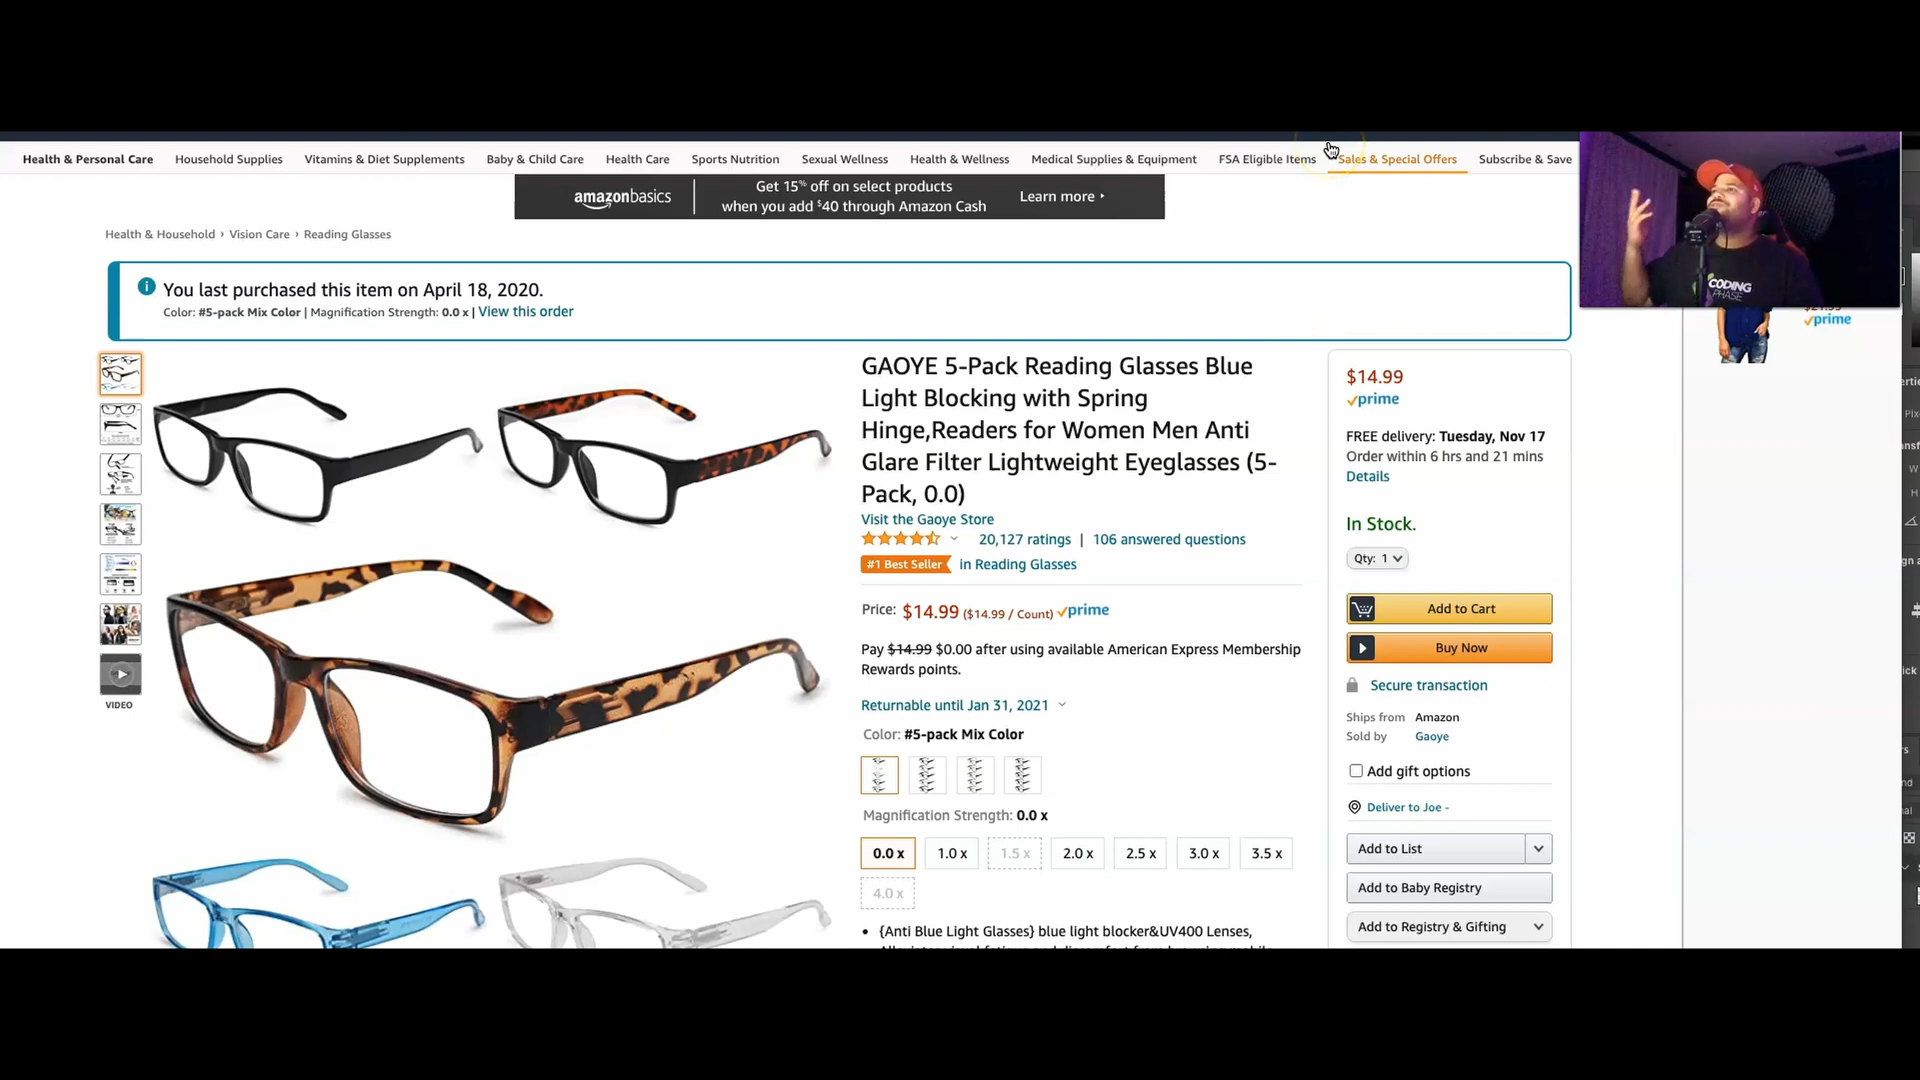 Health & Personal Care Household Supplies Vitamins & Diet Supplements Baby & Child Care Health Care Sports Nutrition Sexual Wellness Health & Wellness Medical Supplies & Equipment FSA Eligible Items Sales & Special Offers Subscribe & Save
amazonbasics
Get 15% off on select products
when you add $40 through Amazon Cash
Learn more ▸
Health & Household › Vision Care › Reading Glasses
You last purchased this item on April 18, 2020.
Color: #5-pack Mix Color | Magnification Strength: 0.0 x | View this order
CODING
PHASE
prime
VIDEO
GAOYE 5-Pack Reading Glasses Blue
Light Blocking with Spring
Hinge,Readers for Women Men Anti
Glare Filter Lightweight Eyeglasses (5-
Pack, 0.0)
Visit the Gaoye Store
20,127 ratings | 106 answered questions
#1 Best Seller in Reading Glasses
Price: $14.99 ($14.99 / Count) prime
Pay $14.99 $0.00 after using available American Express Membership
Rewards points.
Returnable until Jan 31, 2021
Color: #5-pack Mix Color
Magnification Strength: 0.0 x
0.0 x 1.0 x 1.5 x 2.0 x 2.5 x 3.0 x 3.5 x
4.0 x
• {Anti Blue Light Glasses} blue light blocker&UV400 Lenses,
$14.99
prime
FREE delivery: Tuesday, Nov 17
Order within 6 hrs and 21 mins
Details
In Stock.
Qty: 1
Add to Cart
Buy Now
Secure transaction
Ships from Amazon
Sold by Gaoye
Add gift options
Deliver to Joe -
Add to List
Add to Baby Registry
Add to Registry & Gifting